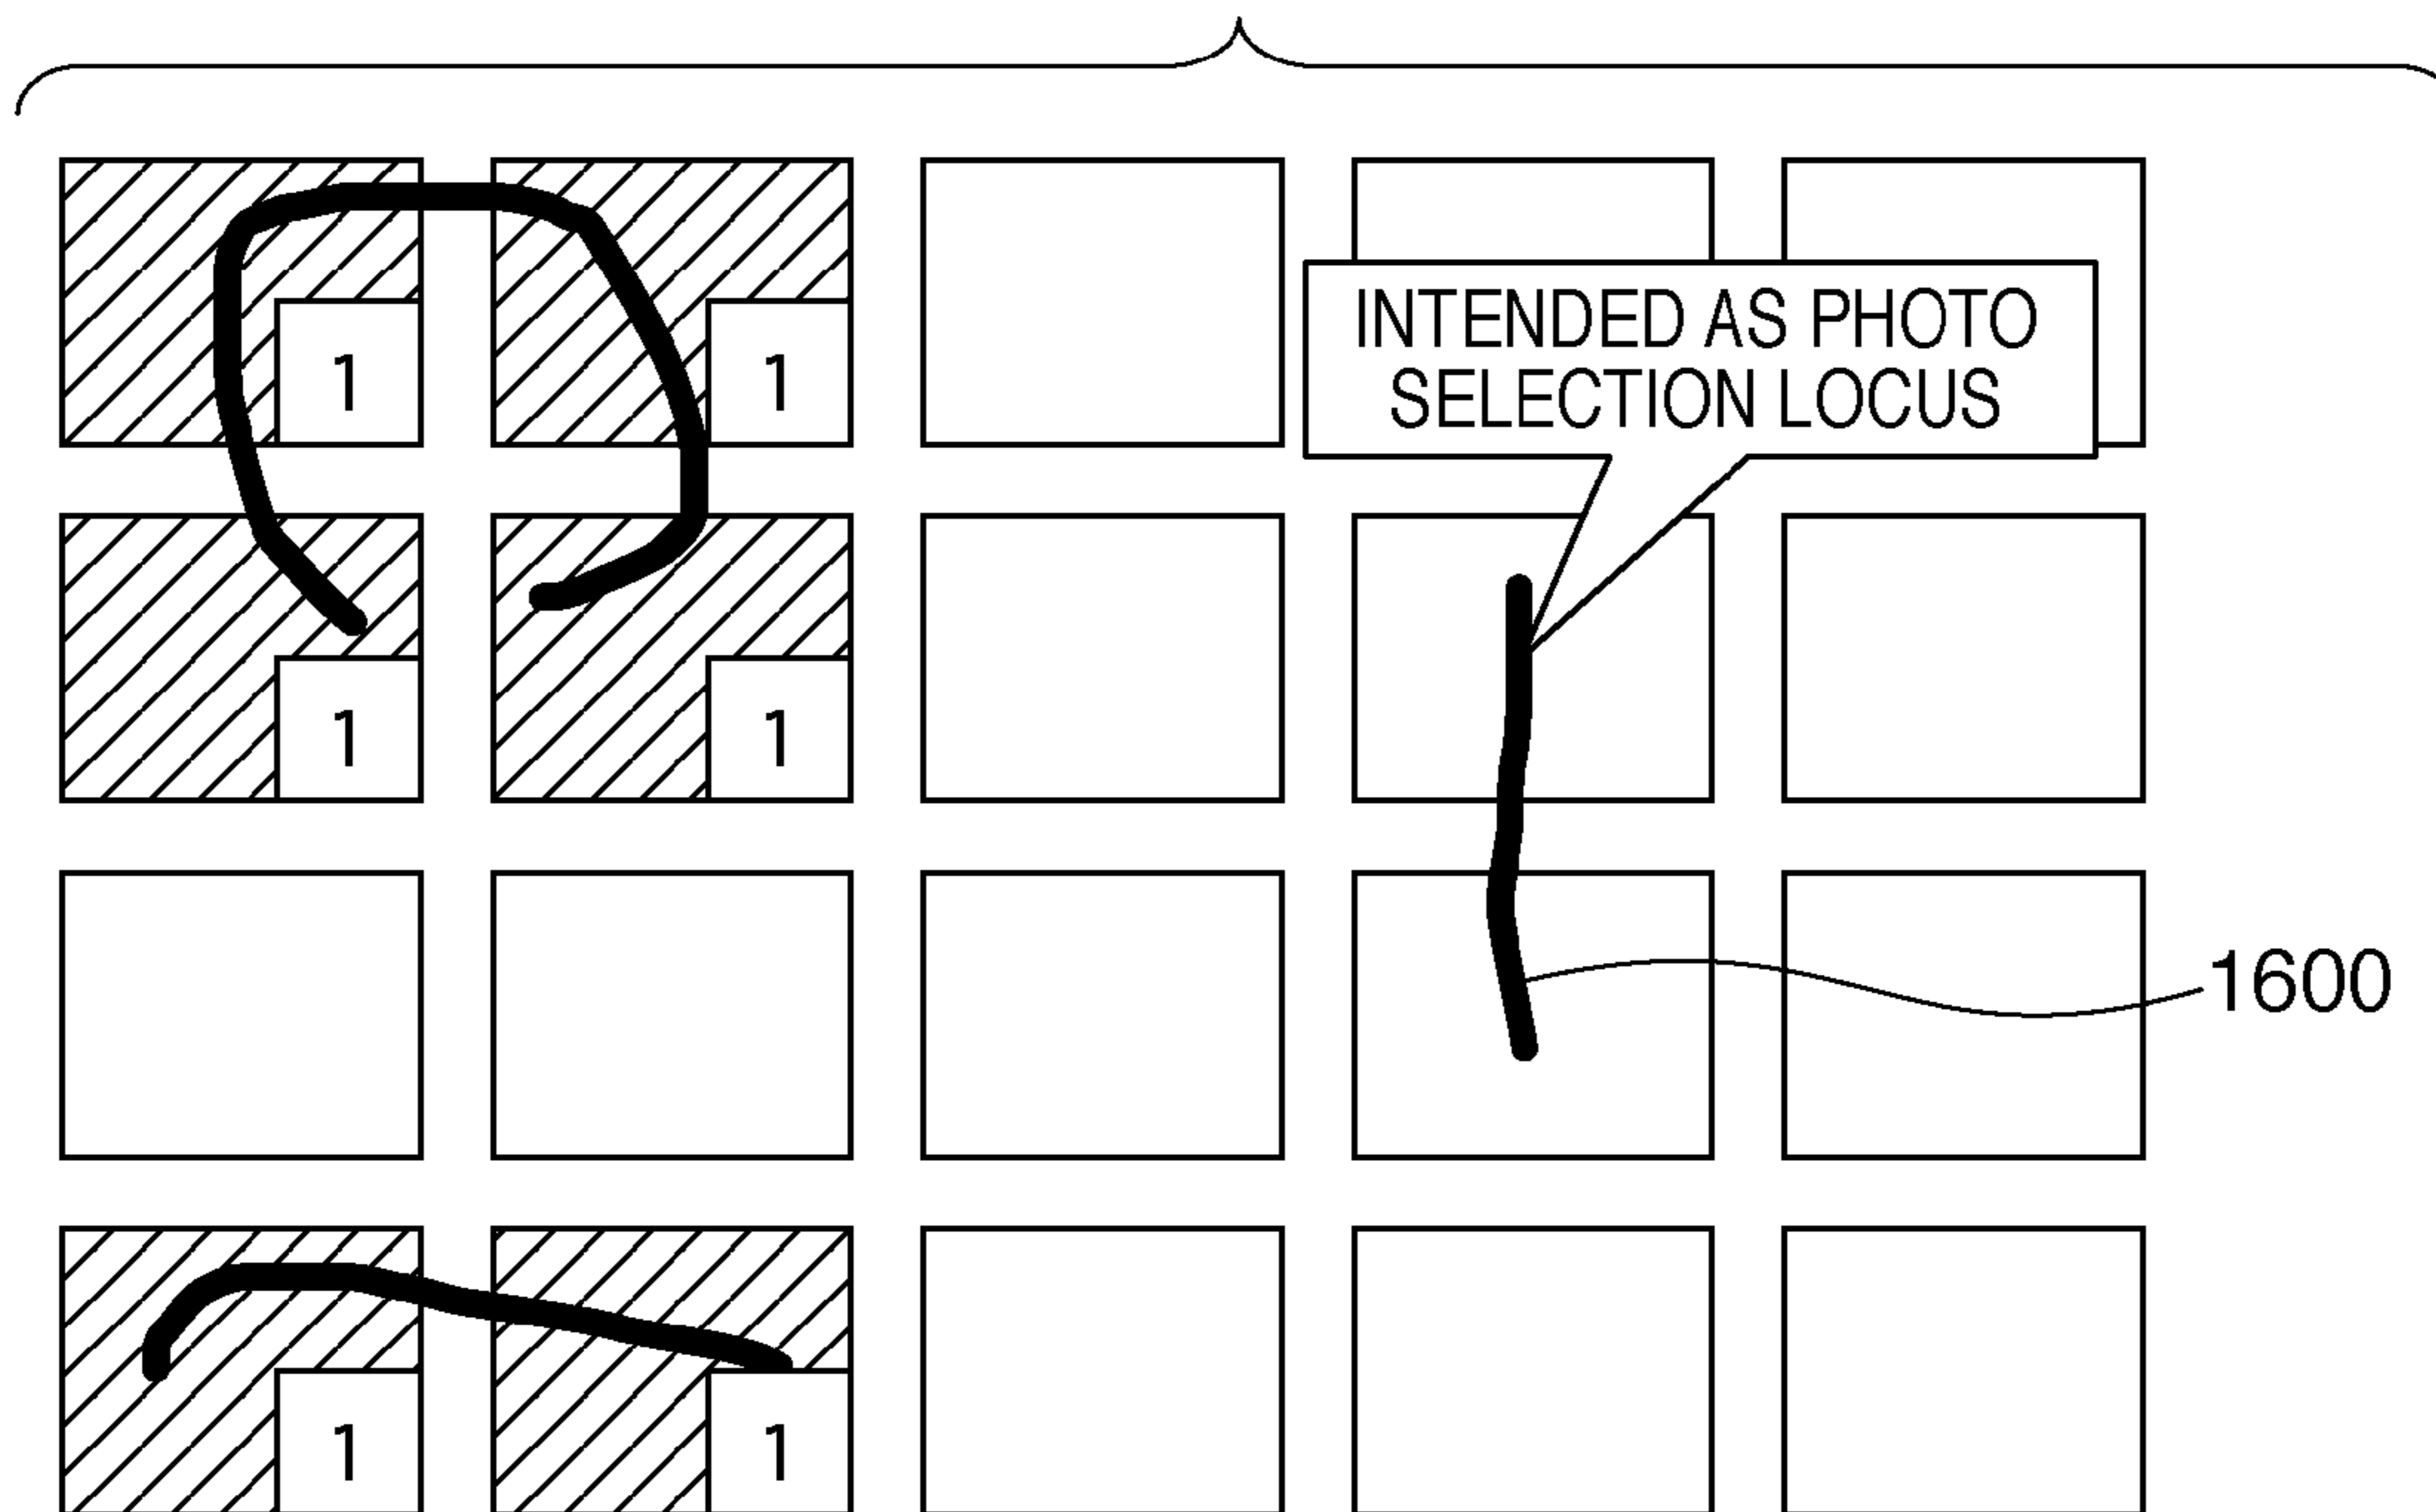 INTENDED AS PHOTO
SELECTION LOCUS
1 1
1 1
1600
1 1